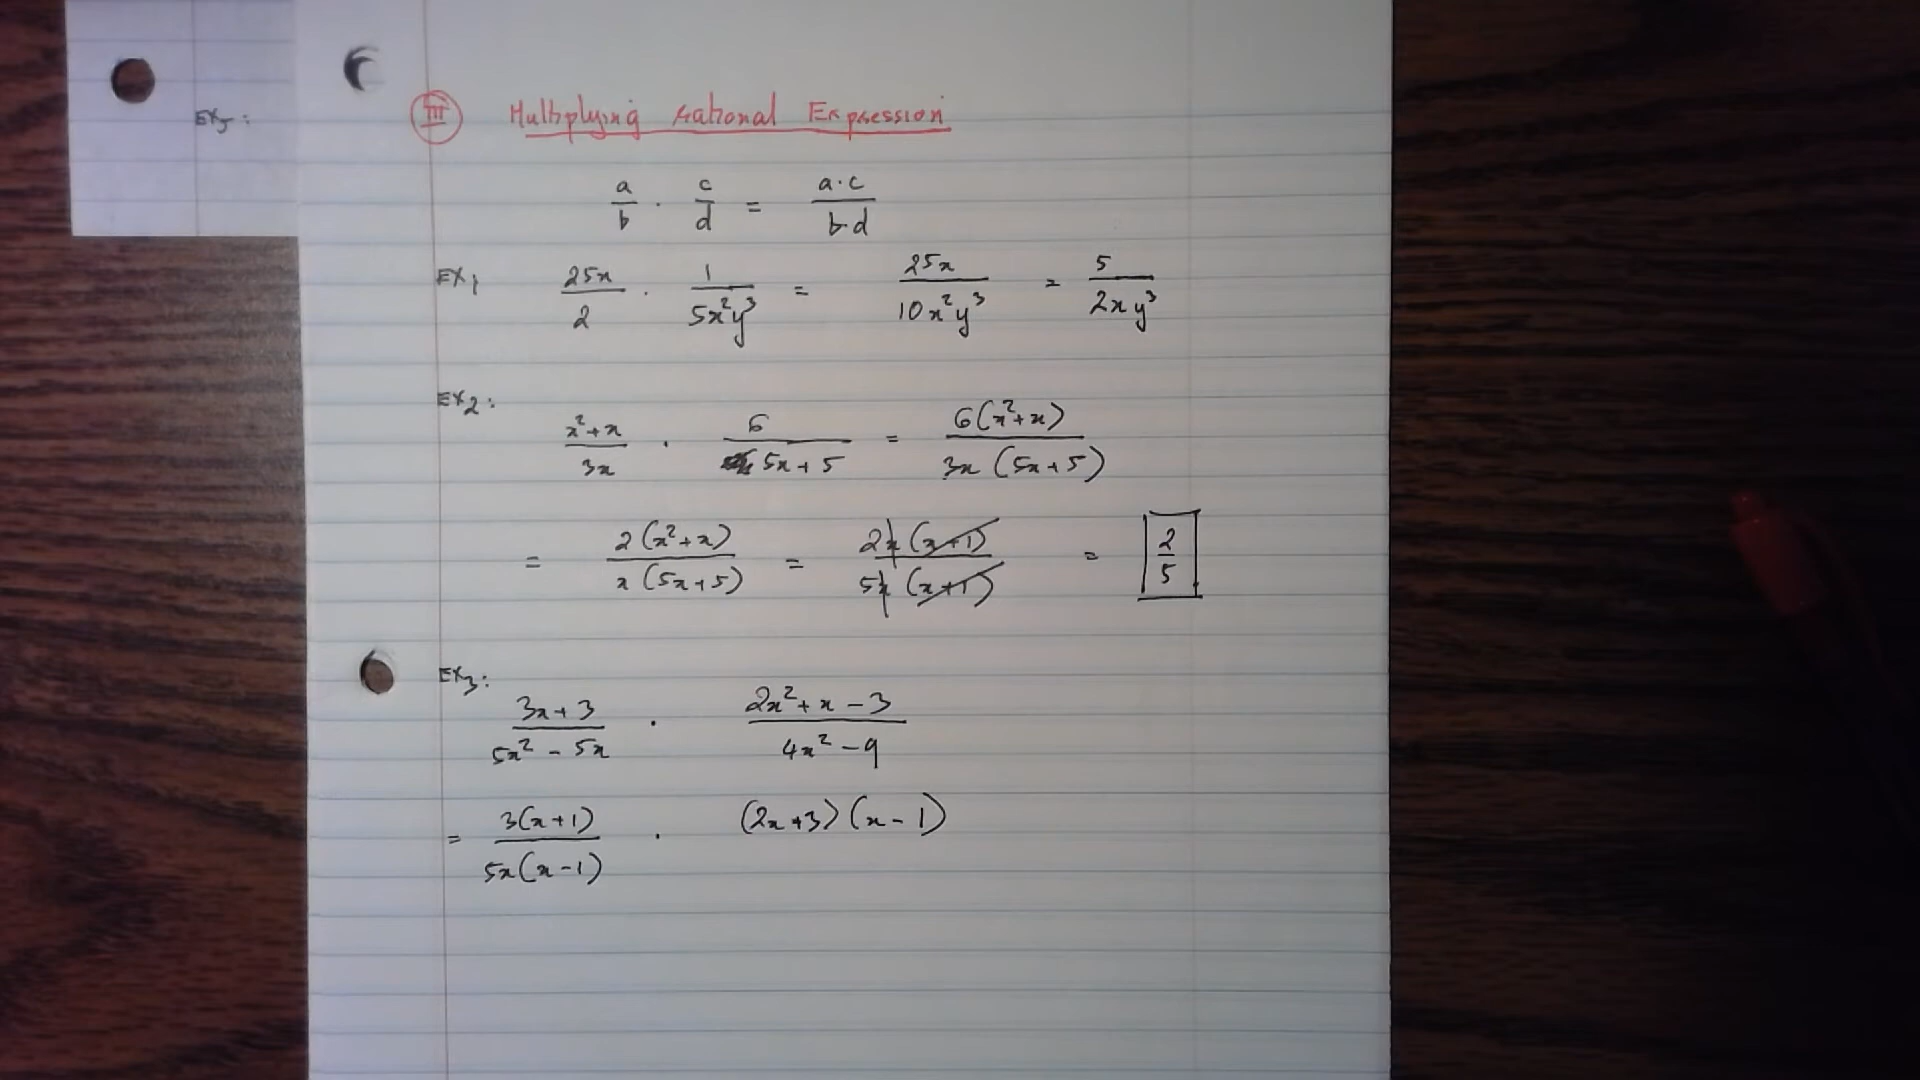 EX5:
III Multiplying rational Expression
a/b · c/d = a·c/b·d
EX1 25x/2 · 1/5x²y³ = 25x/10x²y³ = 5/2xy³
EX2:
x²+x/3x · 6/5x+5 = 6(x²+x)/3x(5x+5)
= 2(x²+x)/x(5x+5) = 2x(x+1)/5x(x+1) = 2/5
EX3:
3x+3/5x²-5x · 2x²+x-3/4x²-9
= 3(x+1)/5x(x-1) · (2x+3)(x-1)